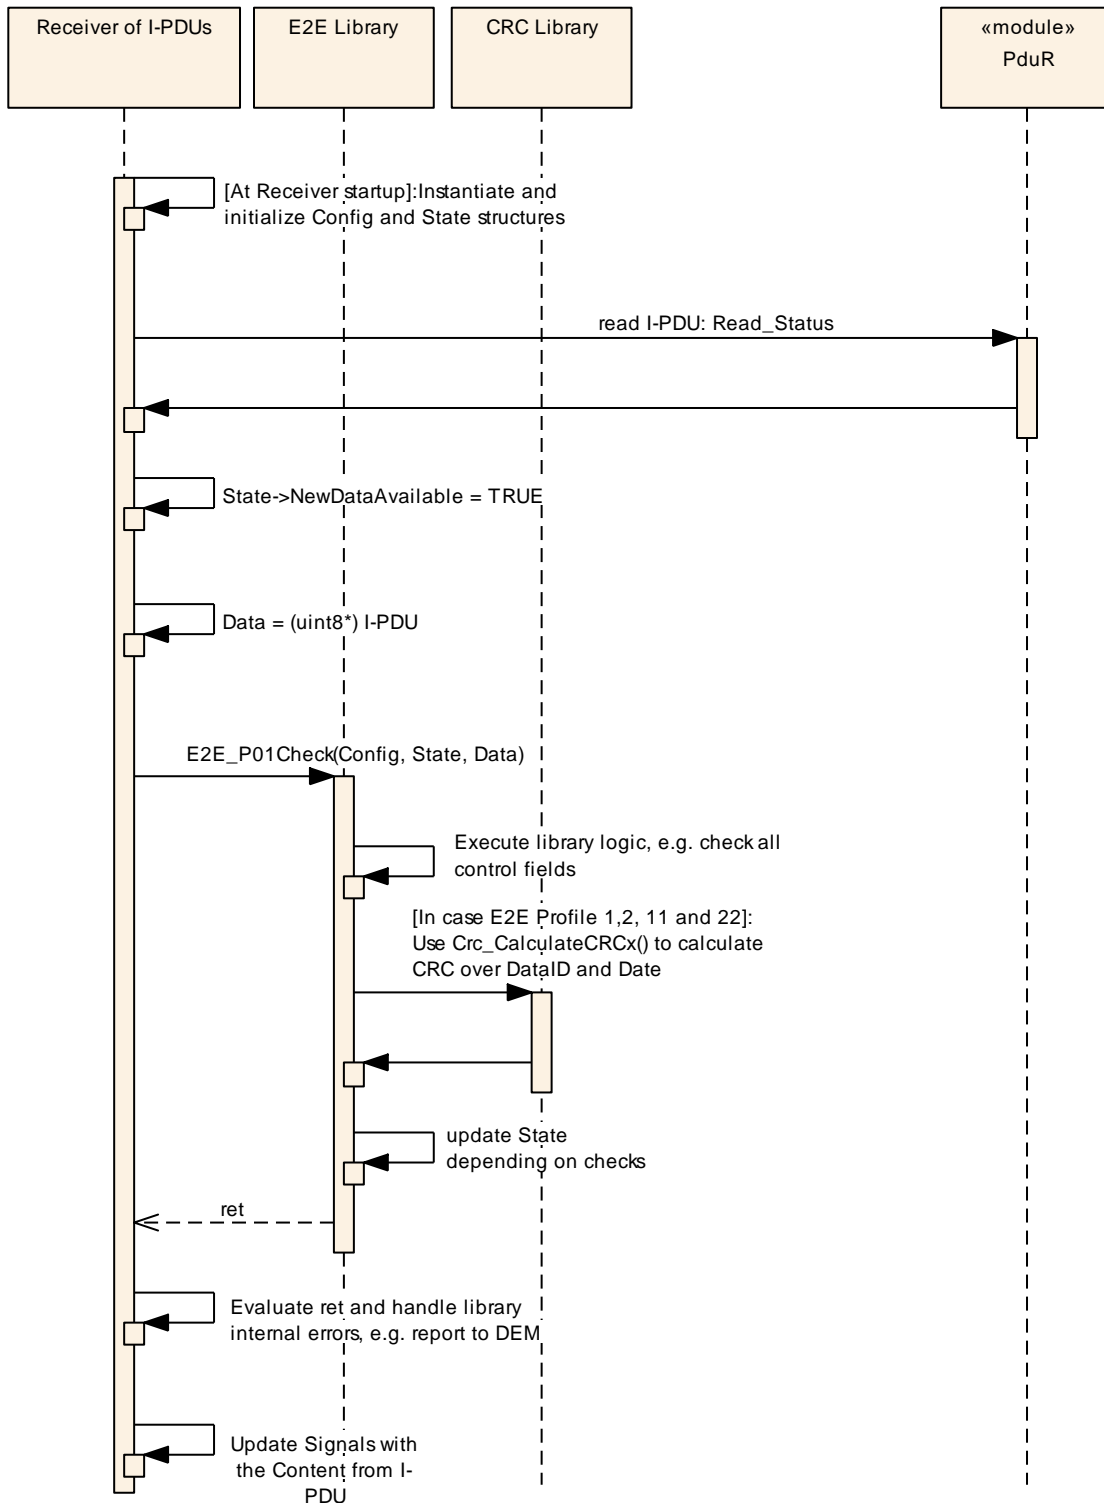 Receiver of I-PDUs
E2E Library
CRC Library
«module»
PduR
[At Receiver startup]:Instantiate and
initialize Config and State structures
read I-PDU: Read_Status
State->NewDataAvailable = TRUE
Data = (uint8*) I-PDU
E2E_P01Check(Config, State, Data)
Execute library logic, e.g. check all
control fields
[In case E2E Profile 1,2, 11 and 22]:
Use Crc_CalculateCRCx() to calculate
CRC over DataID and Date
update State
depending on checks
ret
Evaluate ret and handle library
internal errors, e.g. report to DEM
Update Signals with
the Content from I-
PDU